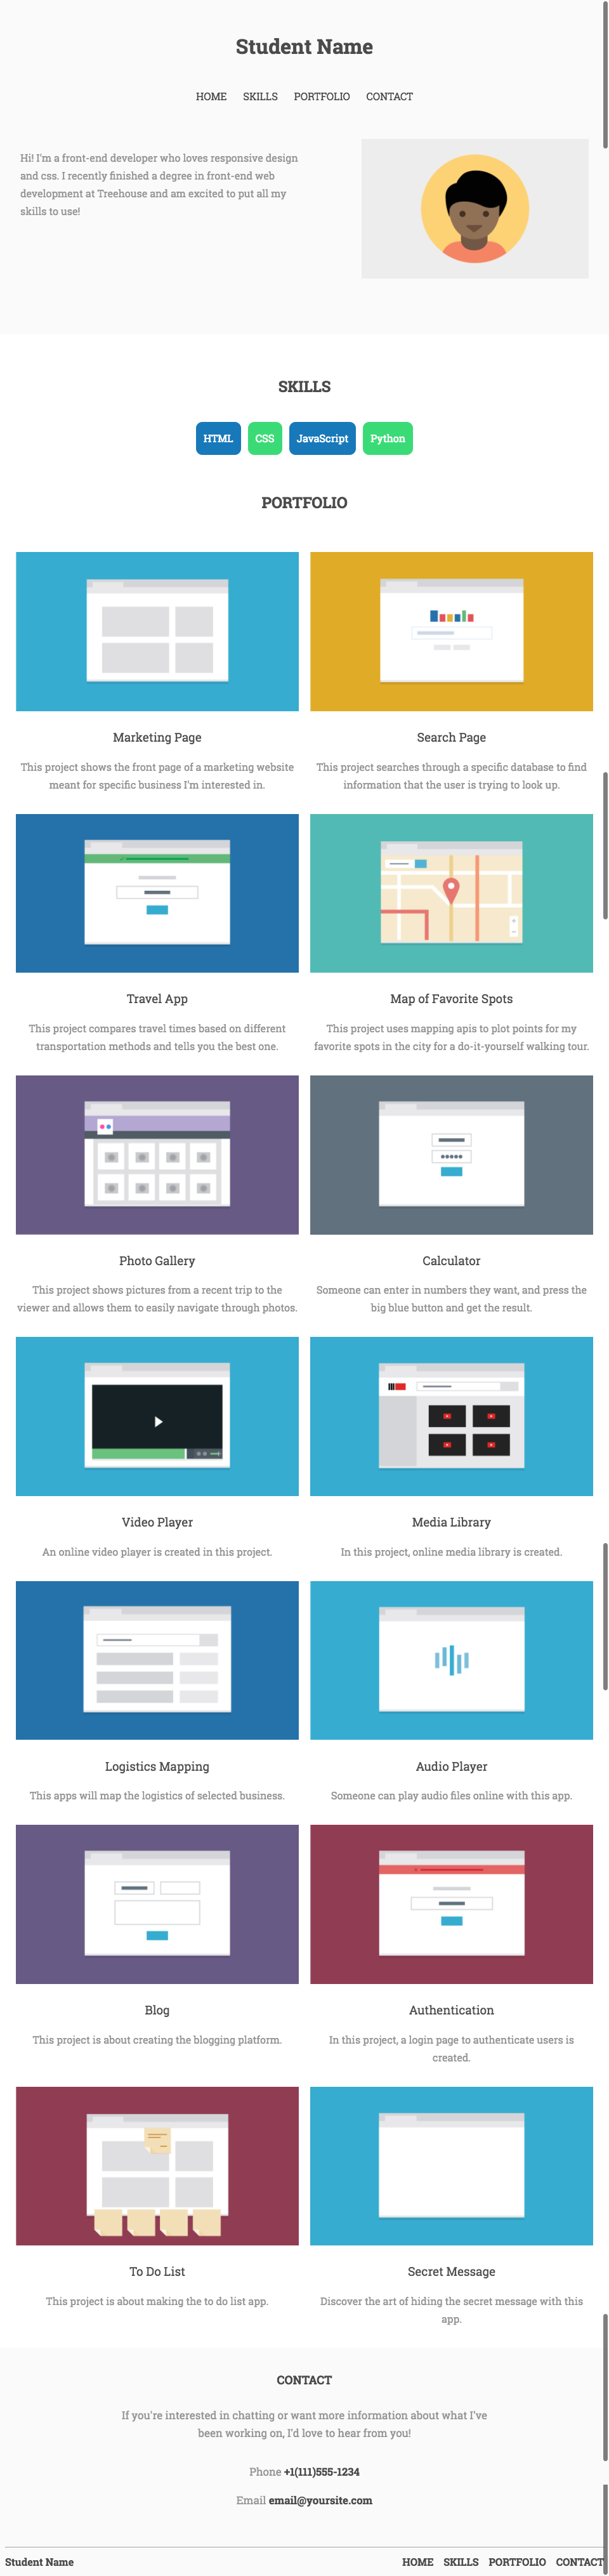 Student Name
HOME SKILLS PORTFOLIO CONTACT
Hi! I'm a front-end developer who loves responsive design
and css. I recently finished a degree in front-end web
development at Treehouse and am excited to put all my
skills to use!
SKILLS
HTML CSS JavaScript Python
PORTFOLIO
Marketing Page
This project shows the front page of a marketing website
meant for specific business I'm interested in.
Search Page
This project searches through a specific database to find
information that the user is trying to look up.
Travel App
This project compares travel times based on different
transportation methods and tells you the best one.
Map of Favorite Spots
This project uses mapping apis to plot points for my
favorite spots in the city for a do-it-yourself walking tour.
Photo Gallery
This project shows pictures from a recent trip to the
viewer and allows them to easily navigate through photos.
Calculator
Someone can enter in numbers they want, and press the
big blue button and get the result.
Video Player
An online video player is created in this project.
Media Library
In this project, online media library is created.
Logistics Mapping
This apps will map the logistics of selected business.
Audio Player
Someone can play audio files online with this app.
Blog
This project is about creating the blogging platform.
Authentication
In this project, a login page to authenticate users is
created.
To Do List
This project is about making the to do list app.
Secret Message
Discover the art of hiding the secret message with this
app.
CONTACT
If you're interested in chatting or want more information about what I've
been working on, I'd love to hear from you!
Phone +1(111)555-1234
Email email@yoursite.com
Student Name HOME SKILLS PORTFOLIO CONTACT